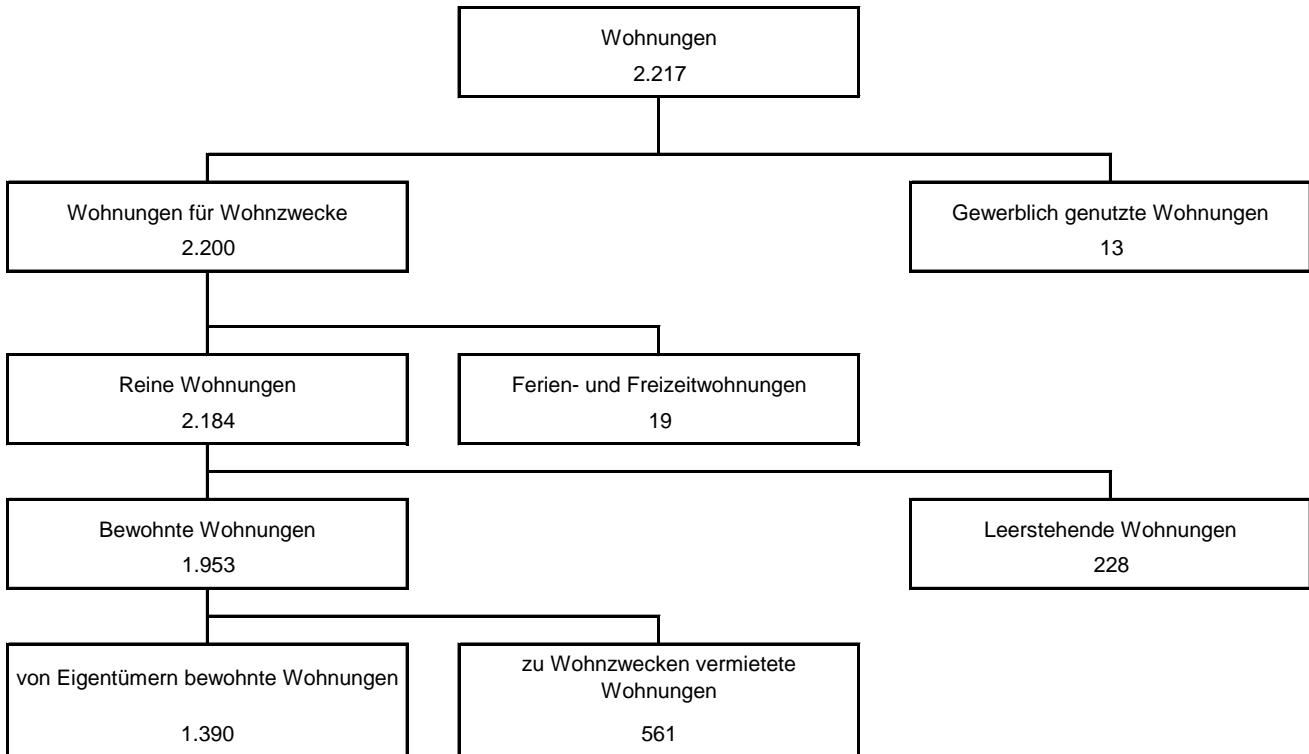 Wohnungen
2.217
Wohnungen für Wohnzwecke
2.200
Gewerblich genutzte Wohnungen
13
Reine Wohnungen
2.184
Ferien- und Freizeitwohnungen
19
Bewohnte Wohnungen
1.953
Leerstehende Wohnungen
228
von Eigentümern bewohnte Wohnungen
1.390
zu Wohnzwecken vermietete
Wohnungen
561